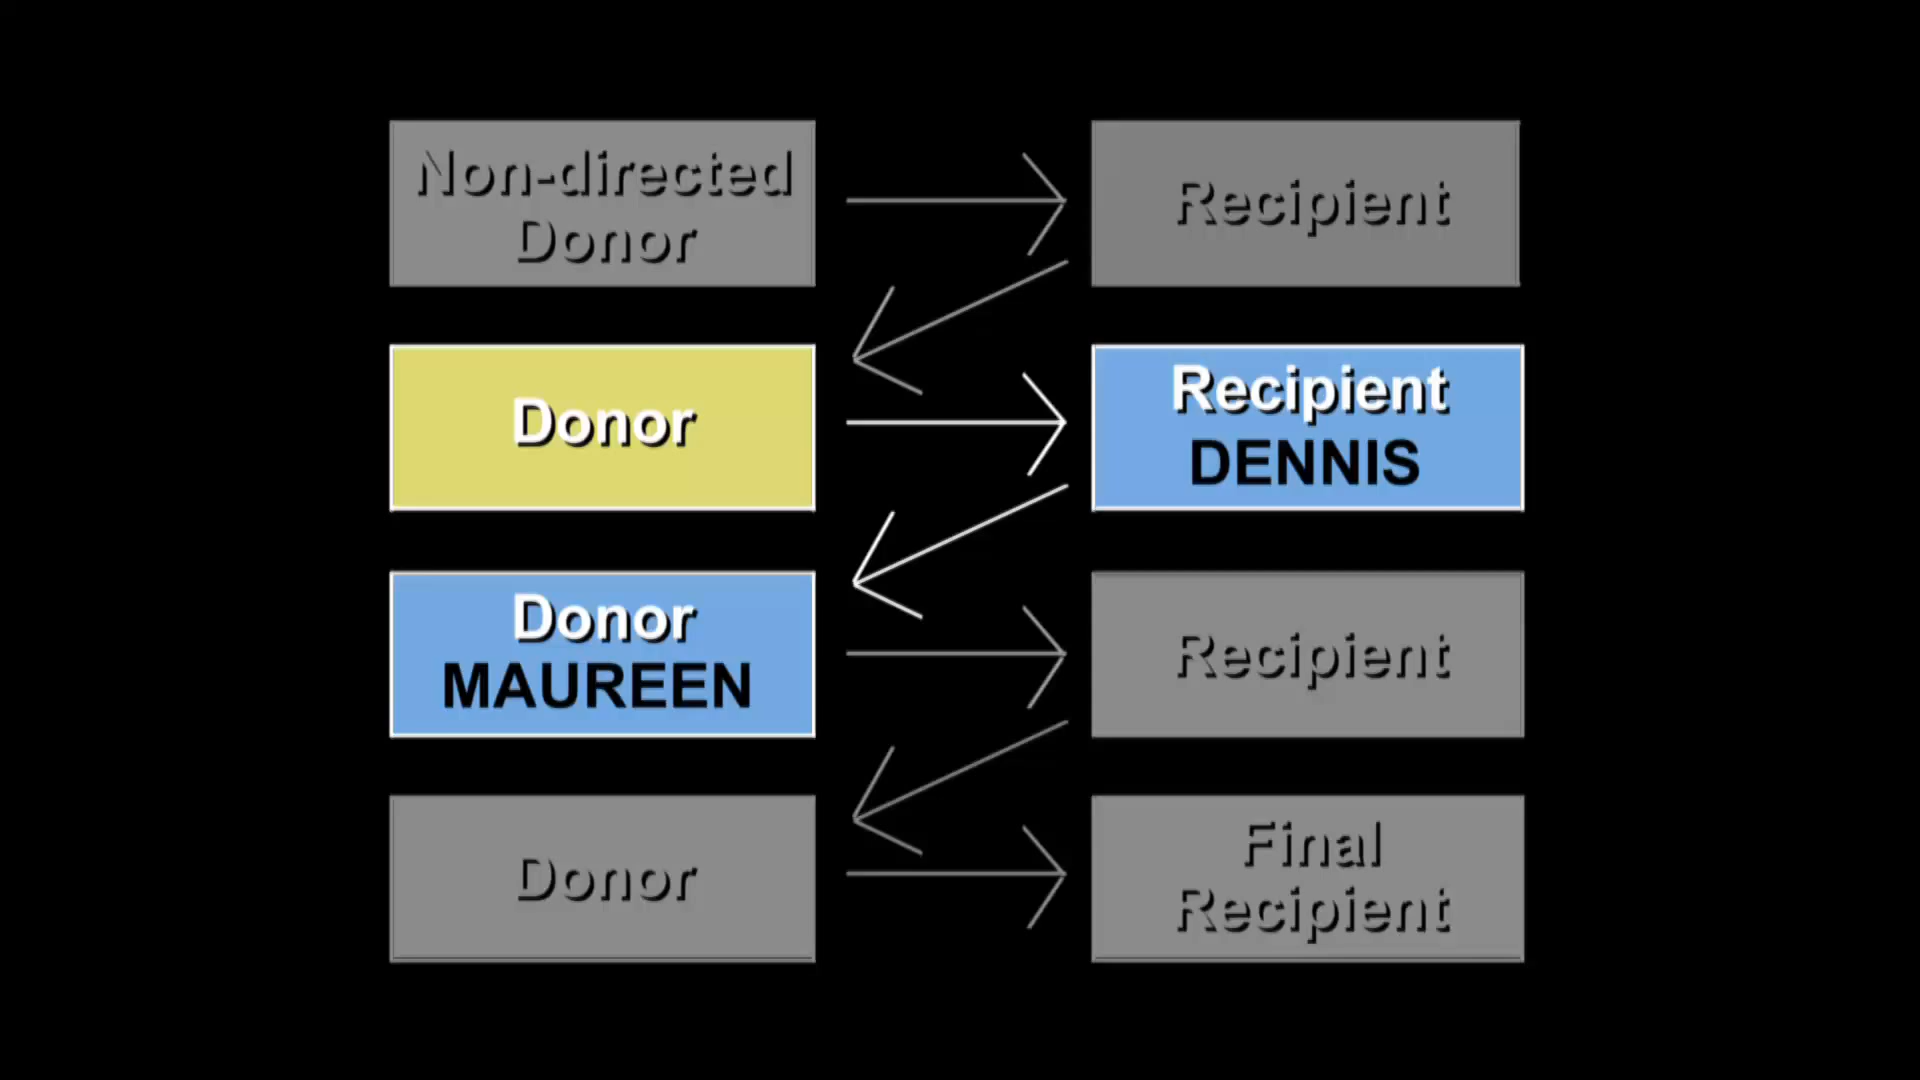 Non-directed
Donor
Recipient
Donor
Recipient
DENNIS
Donor
MAUREEN
Recipient
Donor
Final
Recipient